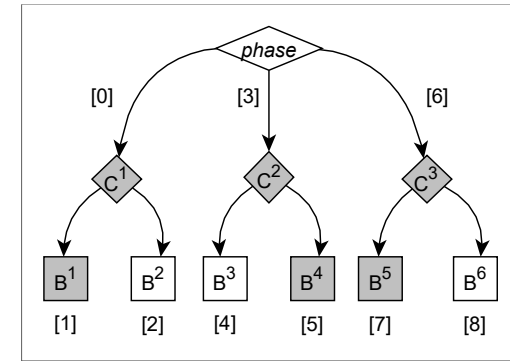 phase
[0] [3] [6]
C¹ C² C³
B¹ B² B³ B⁴ B⁵ B⁶
[1] [2] [4] [5] [7] [8]